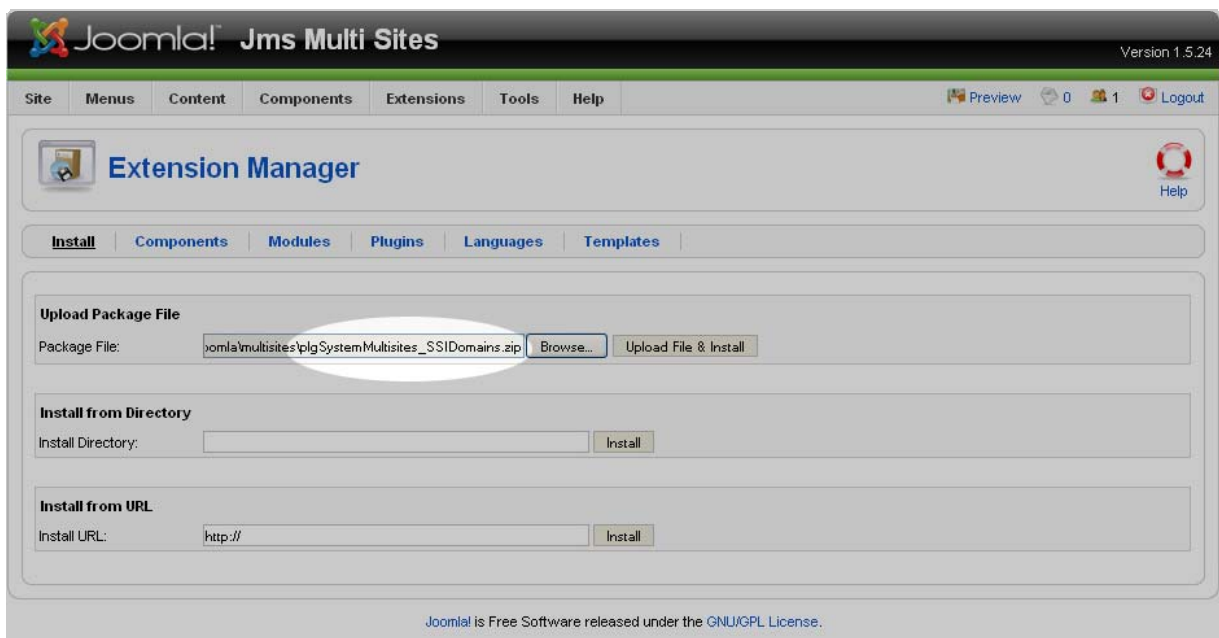 Joomla! Jms Multi Sites
Version 1.5.24
Site Menus Content Components Extensions Tools Help Preview 0 1 Logout
Extension Manager
Help
Install Components Modules Plugins Languages Templates
Upload Package File
Package File: omla\multisites\plgSystemMultisites_SSIDomains.zip Browse... Upload File & Install
Install from Directory
Install Directory: Install
Install from URL
Install URL: http:// Install
Joomla! is Free Software released under the GNU/GPL License.